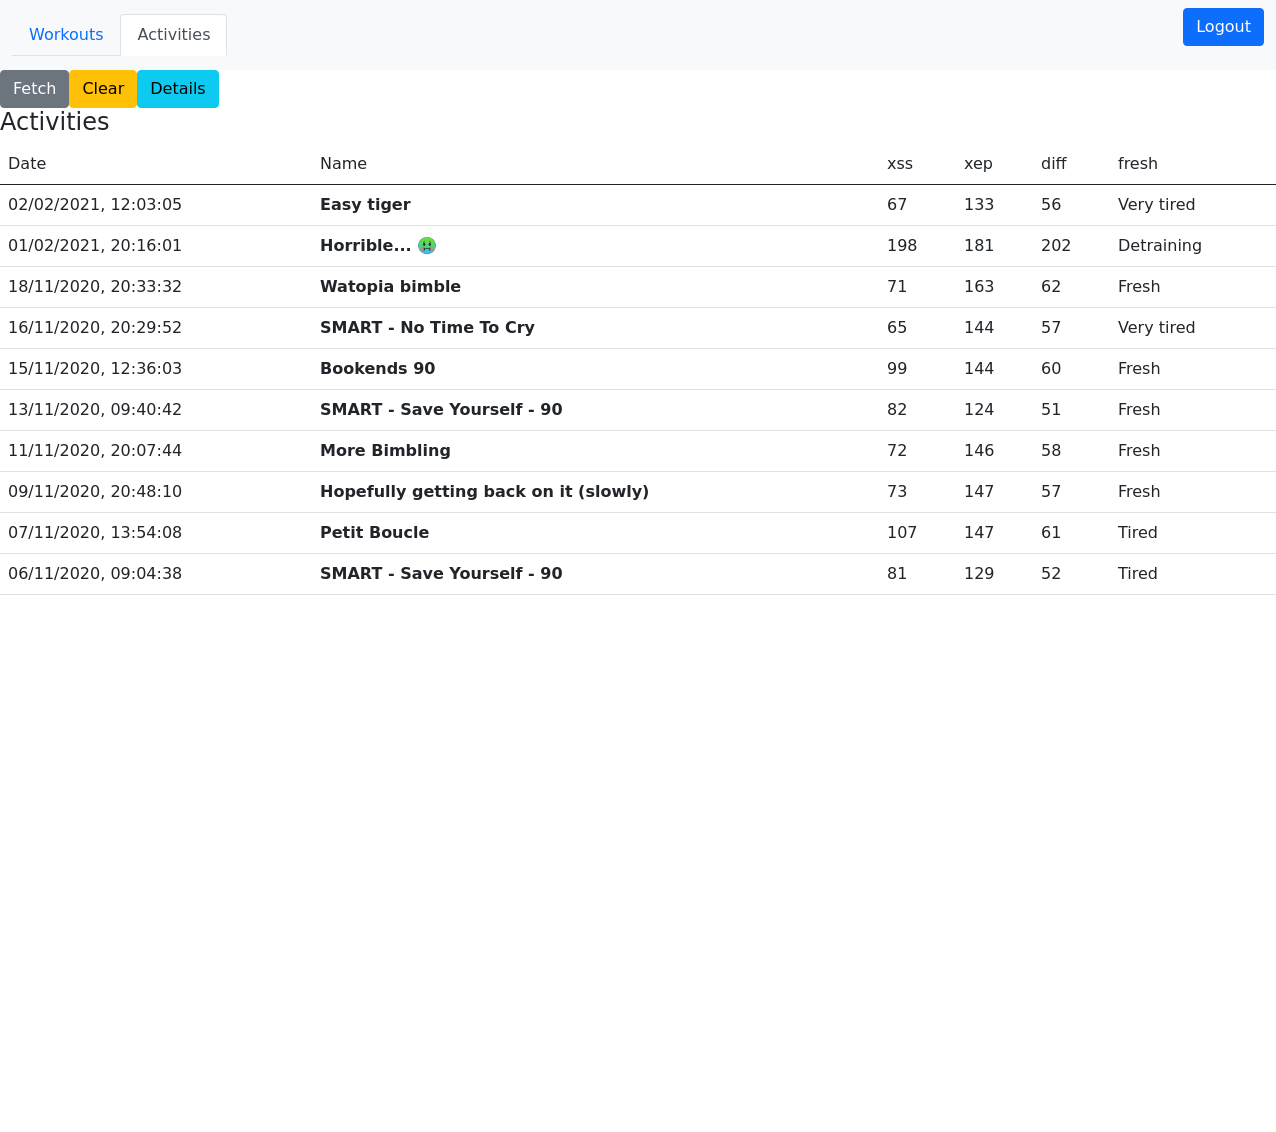 Workouts Activities Logout
Fetch Clear Details
Activities
Date Name xss xep diff fresh
02/02/2021, 12:03:05 Easy tiger 67 133 56 Very tired
01/02/2021, 20:16:01 Horrible... 🤮 198 181 202 Detraining
18/11/2020, 20:33:32 Watopia bimble 71 163 62 Fresh
16/11/2020, 20:29:52 SMART - No Time To Cry 65 144 57 Very tired
15/11/2020, 12:36:03 Bookends 90 99 144 60 Fresh
13/11/2020, 09:40:42 SMART - Save Yourself - 90 82 124 51 Fresh
11/11/2020, 20:07:44 More Bimbling 72 146 58 Fresh
09/11/2020, 20:48:10 Hopefully getting back on it (slowly) 73 147 57 Fresh
07/11/2020, 13:54:08 Petit Boucle 107 147 61 Tired
06/11/2020, 09:04:38 SMART - Save Yourself - 90 81 129 52 Tired